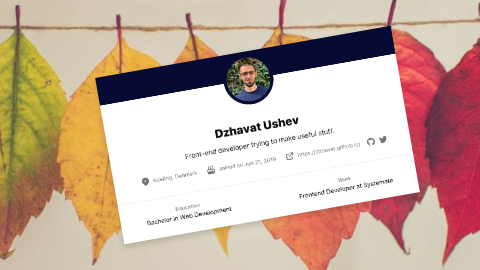 Dzhavat Ushev
Front-end developer trying to make useful stuff.
Kolding, Denmark
Joined on Jun 21, 2019
https://dzhavat.github.io/
Education
Bachelor in Web Development
Work
Frontend Developer at Systemate